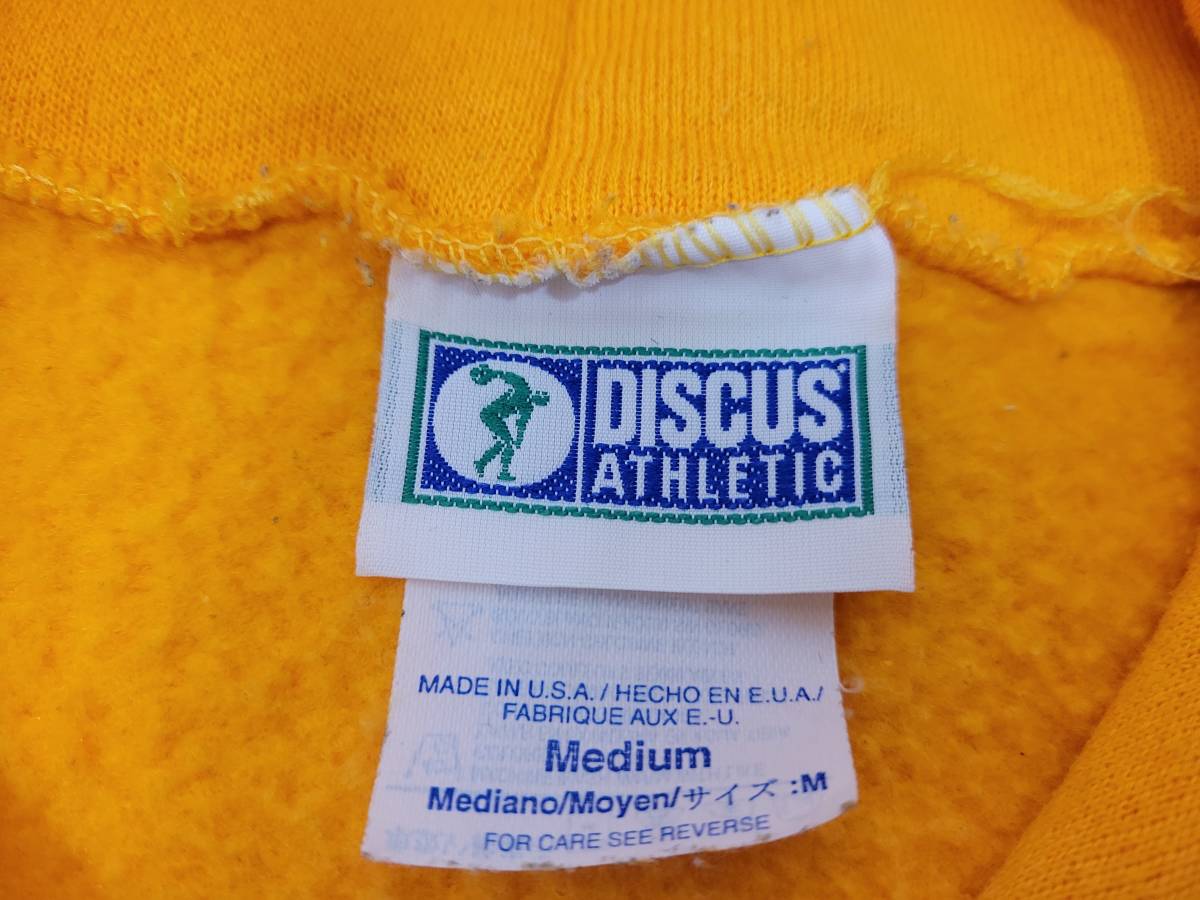 DISCUS
ATHLETIC
MADE IN U.S.A. / HECHO EN E.U.A./
FABRIQUE AUX E.-U.
Medium
Mediano/Moyen/サイズ :M
FOR CARE SEE REVERSE